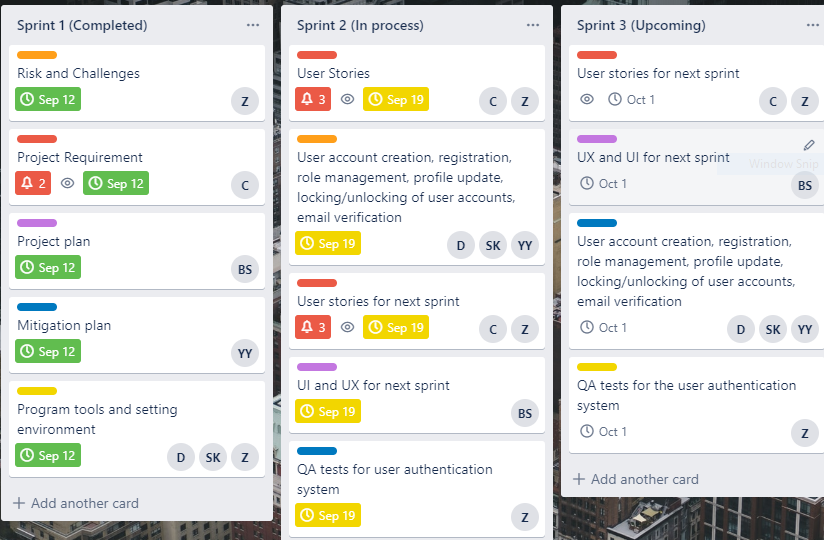 Sprint 1 (Completed)
Risk and Challenges
Sep 12
Z
Project Requirement
2
Sep 12
C
Project plan
Sep 12
BS
Mitigation plan
Sep 12
YY
Program tools and setting
environment
Sep 12
D SK Z
+ Add another card
Sprint 2 (In process)
User Stories
3
Sep 19
C Z
User account creation, registration,
role management, profile update,
locking/unlocking of user accounts,
email verification
Sep 19
D SK YY
User stories for next sprint
3
Sep 19
C Z
UI and UX for next sprint
Sep 19
BS
QA tests for user authentication
system
Sep 19
Z
Sprint 3 (Upcoming)
User stories for next sprint
Oct 1
C Z
UX and UI for next sprint
Window Snip
Oct 1
BS
User account creation, registration,
role management, profile update,
locking/unlocking of user accounts,
email verification
Oct 1
D SK YY
QA tests for the user authentication
system
Oct 1
Z
+ Add another card